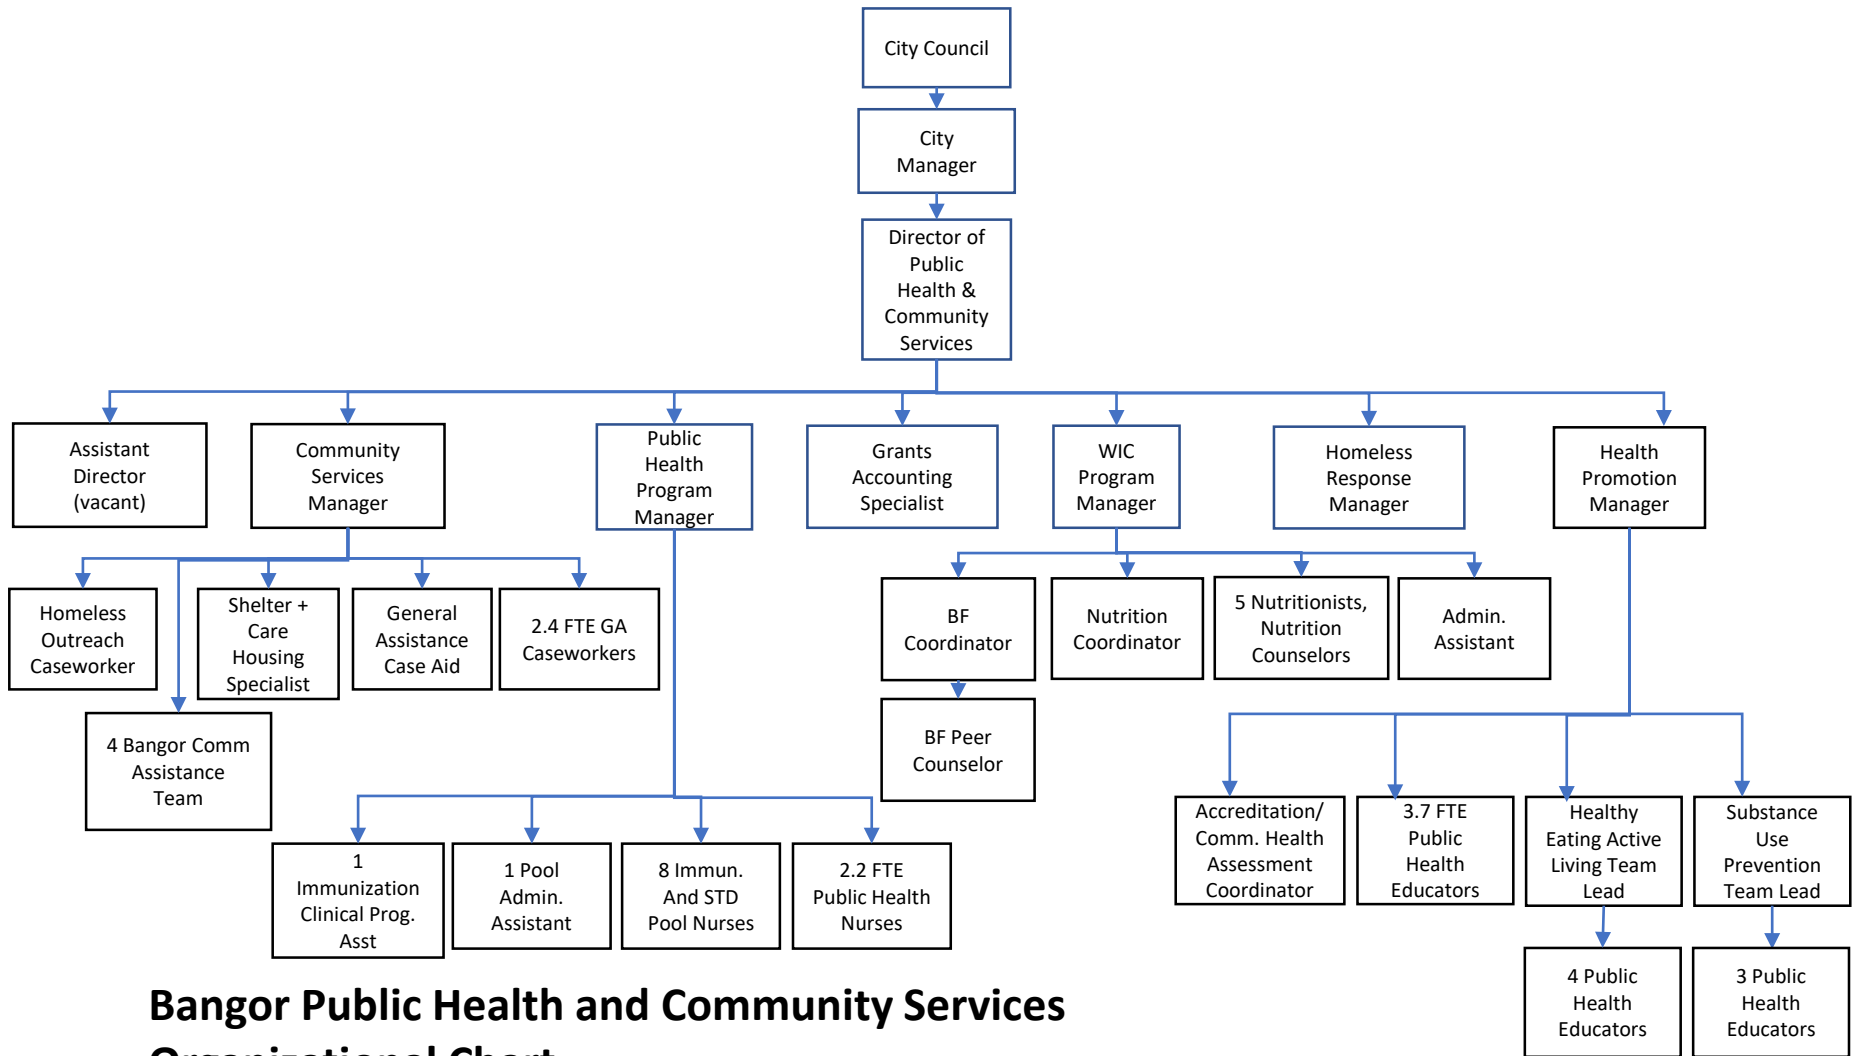 City Council
City
Manager
Director of
Public
Health &
Community
Services
Assistant
Director
(vacant)
Community
Services
Manager
Public
Health
Program
Manager
Grants
Accounting
Specialist
WIC
Program
Manager
Homeless
Response
Manager
Health
Promotion
Manager
Homeless
Outreach
Caseworker
Shelter +
Care
Housing
Specialist
General
Assistance
Case Aid
2.4 FTE GA
Caseworkers
4 Bangor Comm
Assistance
Team
BF
Coordinator
Nutrition
Coordinator
5 Nutritionists,
Nutrition
Counselors
Admin.
Assistant
BF Peer
Counselor
1
Immunization
Clinical Prog.
Asst
1 Pool
Admin.
Assistant
8 Immun.
And STD
Pool Nurses
2.2 FTE
Public Health
Nurses
Accreditation/
Comm. Health
Assessment
Coordinator
3.7 FTE
Public
Health
Educators
Healthy
Eating Active
Living Team
Lead
Substance
Use
Prevention
Team Lead
4 Public
Health
Educators
3 Public
Health
Educators
Bangor Public Health and Community Services
Organizational Chart